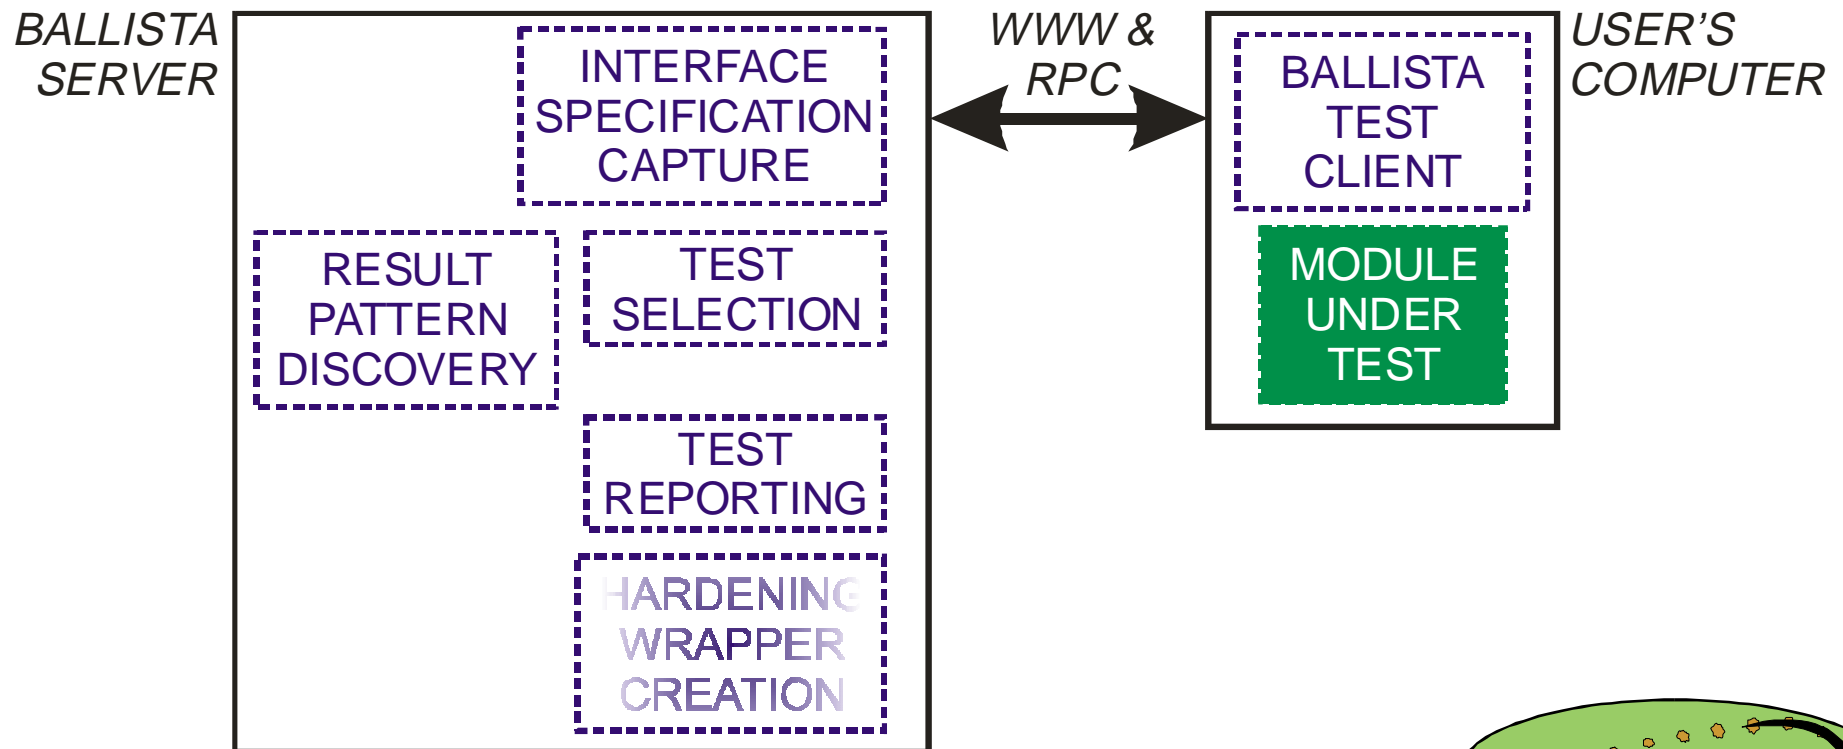 BALLISTA
SERVER
INTERFACE
SPECIFICATION
CAPTURE
RESULT
PATTERN
DISCOVERY
TEST
SELECTION
TEST
REPORTING
HARDENING
WRAPPER
CREATION
WWW &
RPC
BALLISTA
TEST
CLIENT
MODULE
UNDER
TEST
USER'S
COMPUTER